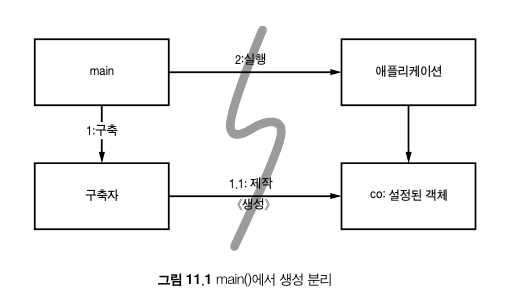 main
2:실행
애플리케이션
1:구축
구축자
1.1: 제작
《생성》
co: 설정된 객체
그림 11.1 main()에서 생성 분리